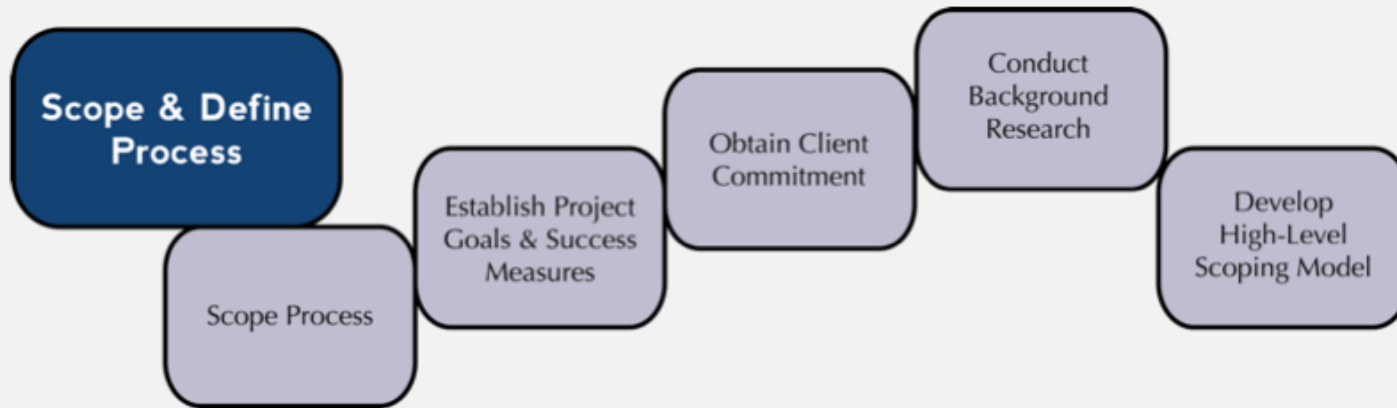 Scope & Define
Process
Scope Process
Establish Project
Goals & Success
Measures
Obtain Client
Commitment
Conduct
Background
Research
Develop
High-Level
Scoping Model